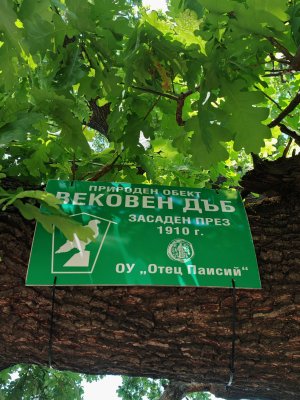 ПРИРОДЕН ОБЕКТ
ВЕКОВЕН ДЪБ
ЗАСАДЕН ПРЕЗ
1910 г.
ОУ „Отец Паисий“